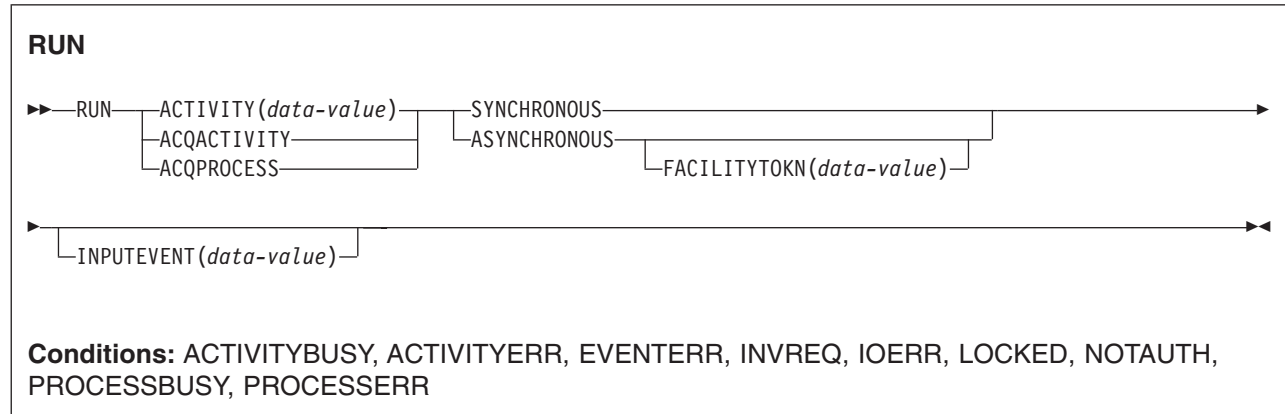 RUN
RUN ACTIVITY(data-value) SYNCHRONOUS
ACQACTIVITY ASYNCHRONOUS
ACQPROCESS FACILITYTOKN(data-value)
INPUTEVENT(data-value)
Conditions: ACTIVITYBUSY, ACTIVITYERR, EVENTERR, INVREQ, IOERR, LOCKED, NOTAUTH,
PROCESSBUSY, PROCESSERR